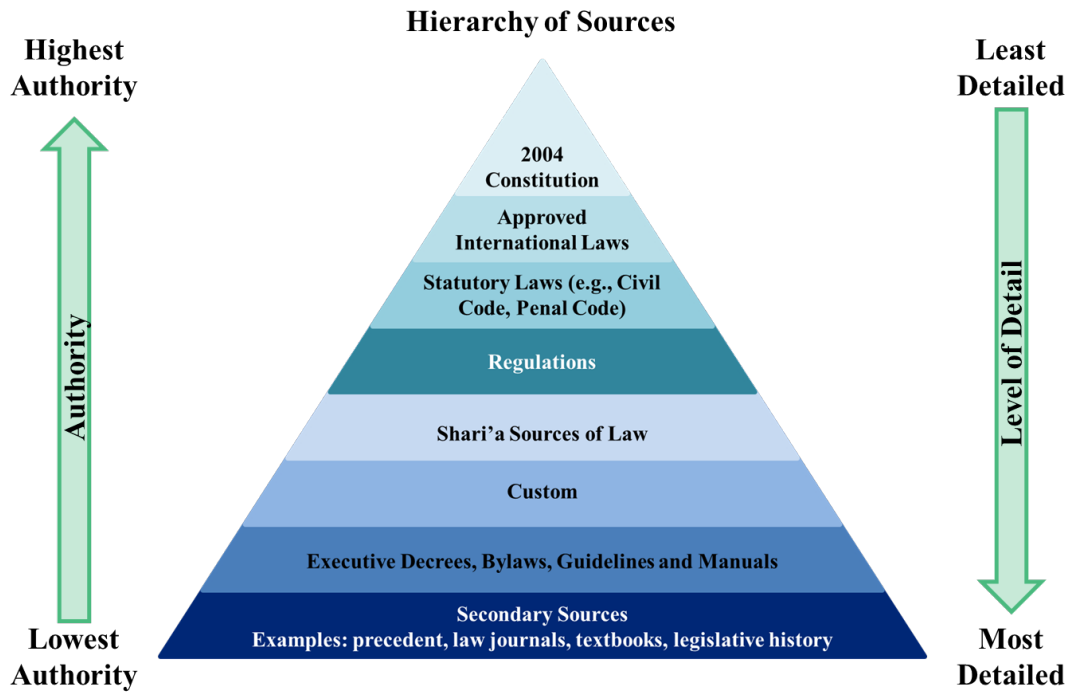 Hierarchy of Sources
Highest
Authority
Least
Detailed
2004
Constitution
Approved
International Laws
Statutory Laws (e.g., Civil
Code, Penal Code)
Regulations
Shari’a Sources of Law
Custom
Executive Decrees, Bylaws, Guidelines and Manuals
Secondary Sources
Examples: precedent, law journals, textbooks, legislative history
Authority
Level of Detail
Lowest
Authority
Most
Detailed